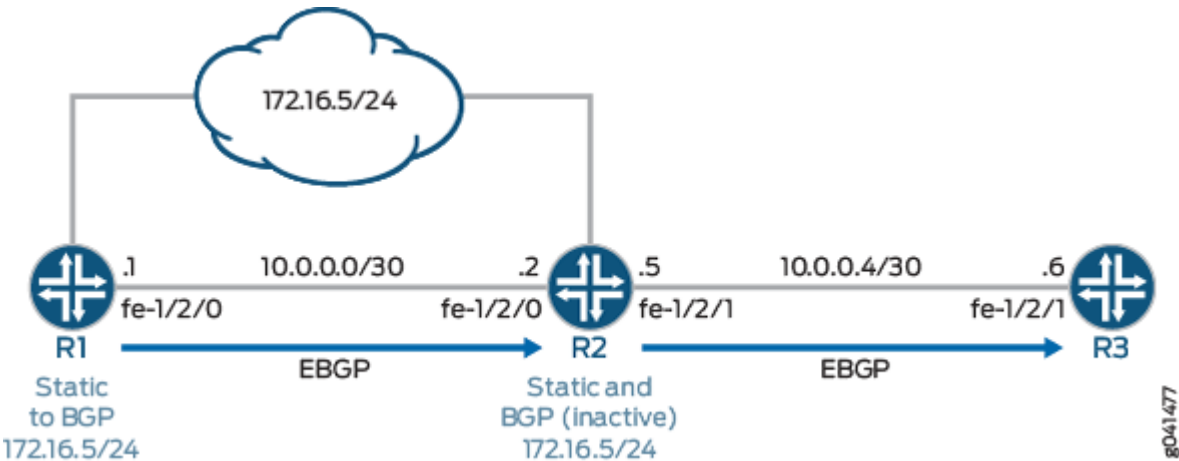 172.16.5/24
.1
10.0.0.0/30
.2
.5
10.0.0.4/30
.6
fe-1/2/0
fe-1/2/0
fe-1/2/1
fe-1/2/1
R1
EBGP
R2
EBGP
R3
Static
to BGP
172.16.5/24
Static and
BGP (inactive)
172.16.5/24
g041477